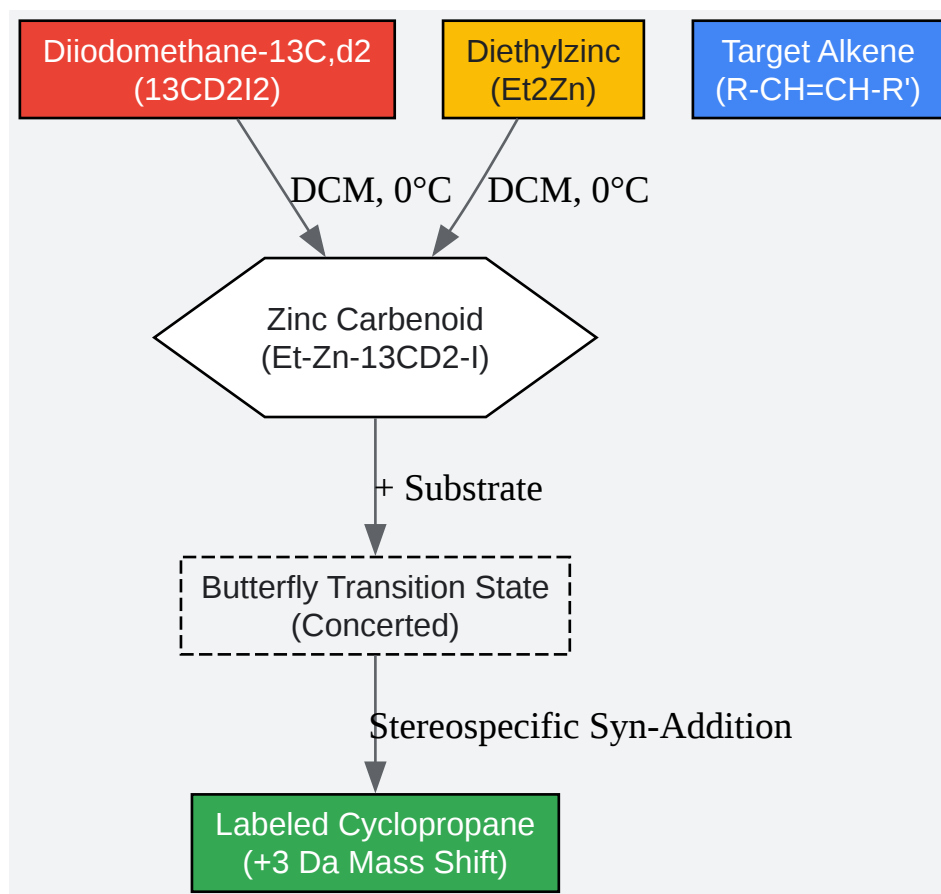 Diiodomethane-13C,d2
(13CD2I2)
Diethylzinc
(Et2Zn)
Target Alkene
(R-CH=CH-R')
DCM, 0°C
DCM, 0°C
Zinc Carbenoid
(Et-Zn-13CD2-I)
+ Substrate
Butterfly Transition State
(Concerted)
Stereospecific Syn-Addition
Labeled Cyclopropane
(+3 Da Mass Shift)